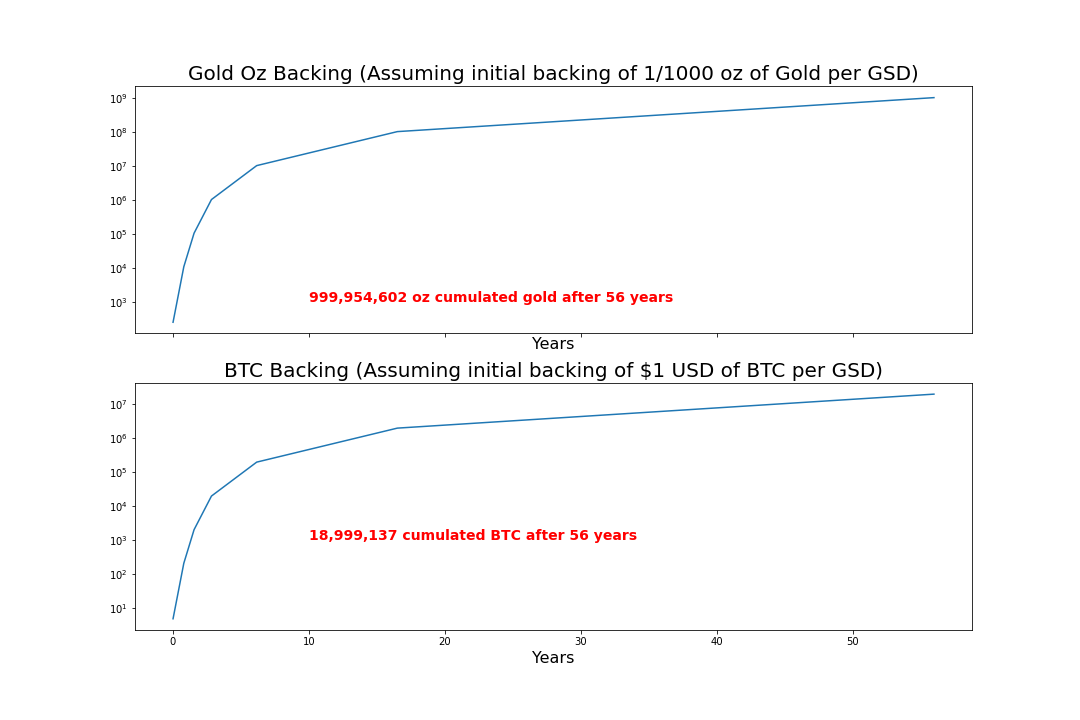 Gold Oz Backing (Assuming initial backing of 1/1000 oz of Gold per GSD)
10⁹
10⁸
10⁷
10⁶
10⁵
10⁴
10³
999,954,602 oz cumulated gold after 56 years
Years
BTC Backing (Assuming initial backing of $1 USD of BTC per GSD)
10⁷
10⁶
10⁵
10⁴
10³
18,999,137 cumulated BTC after 56 years
10²
10¹
0 10 20 30 40 50
Years